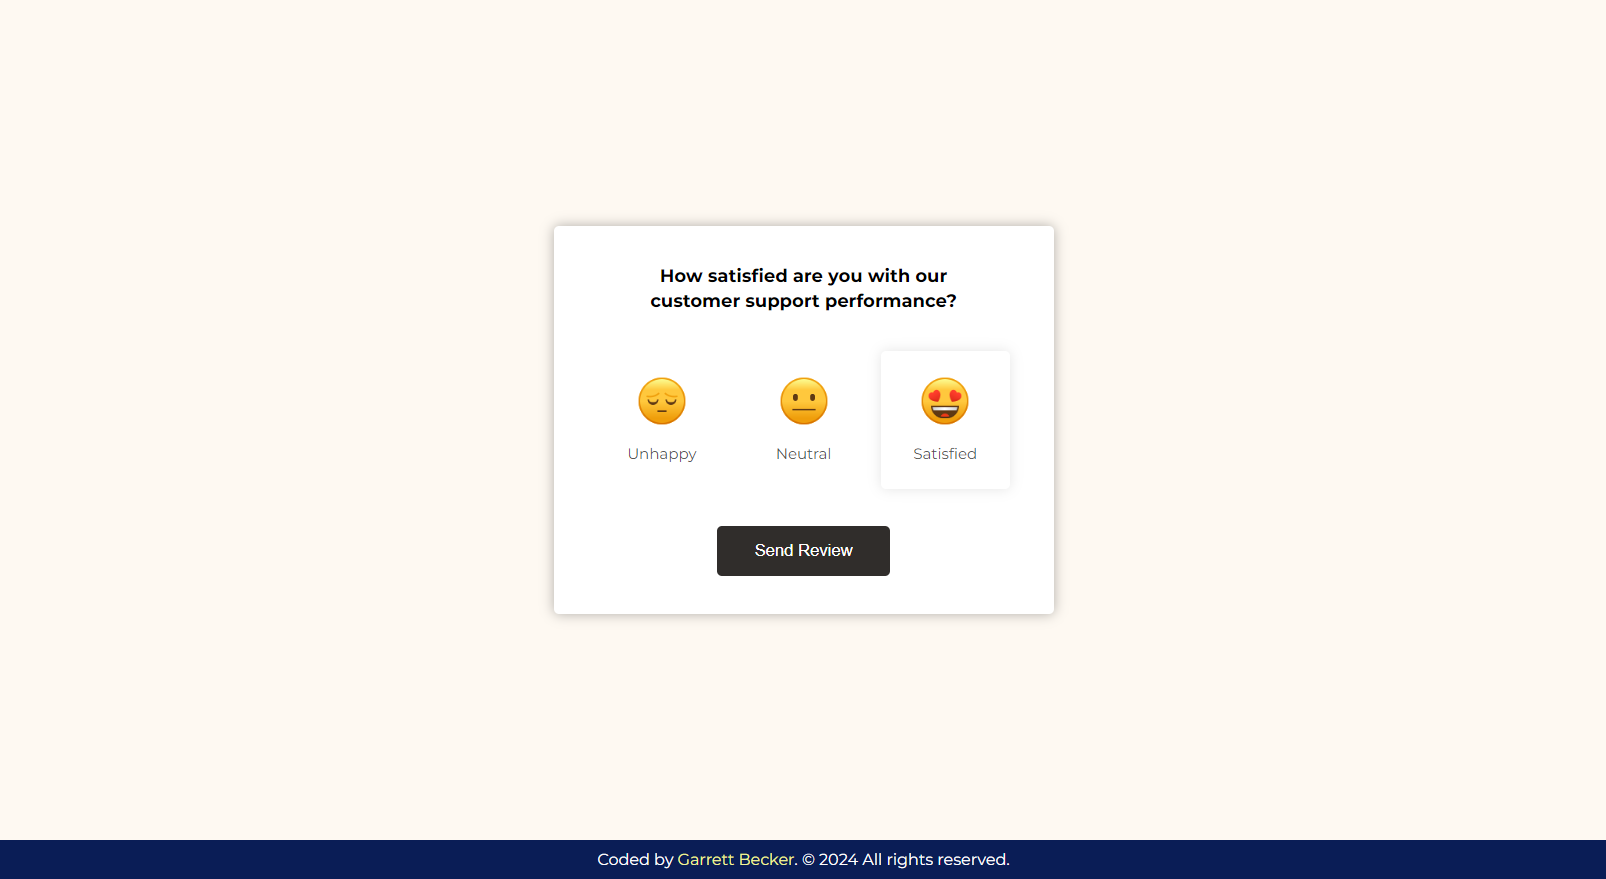 How satisfied are you with our
customer support performance?
Unhappy
Neutral
Satisfied
Send Review
Coded by Garrett Becker. © 2024 All rights reserved.